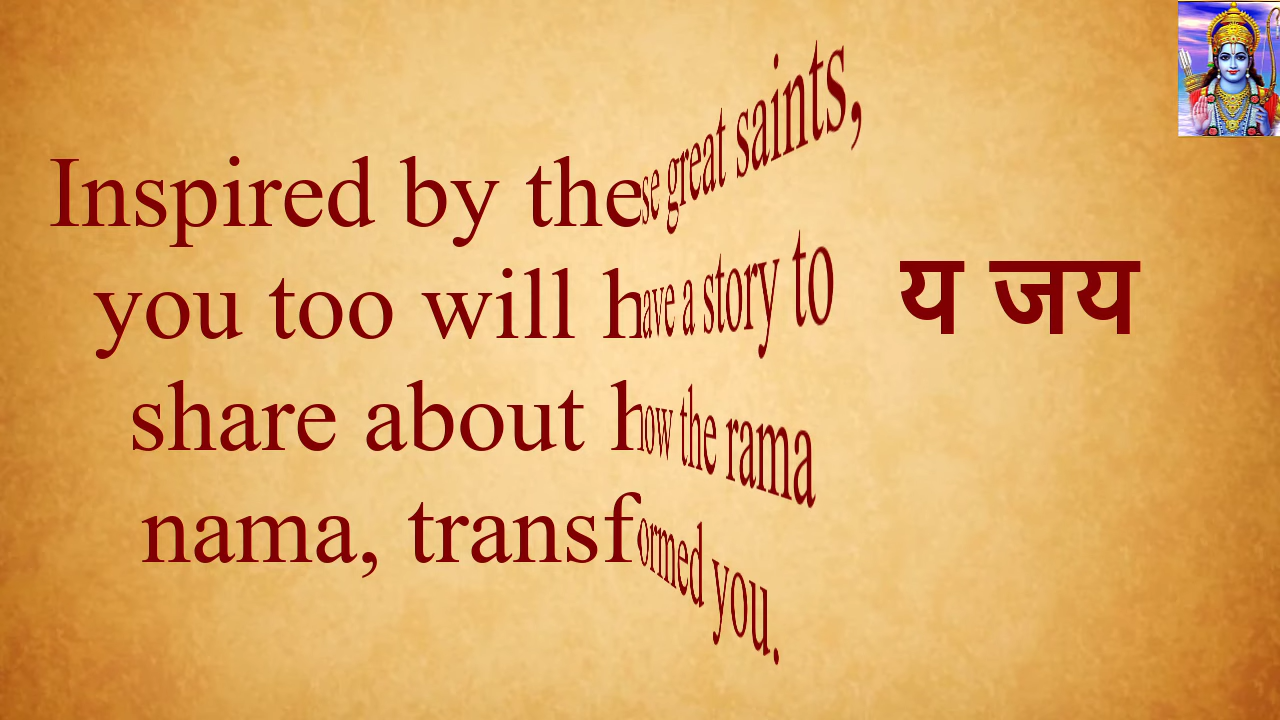 Inspired by these great saints,
you too will have a story to
य जय
share about how the rama
nama, transformed you.